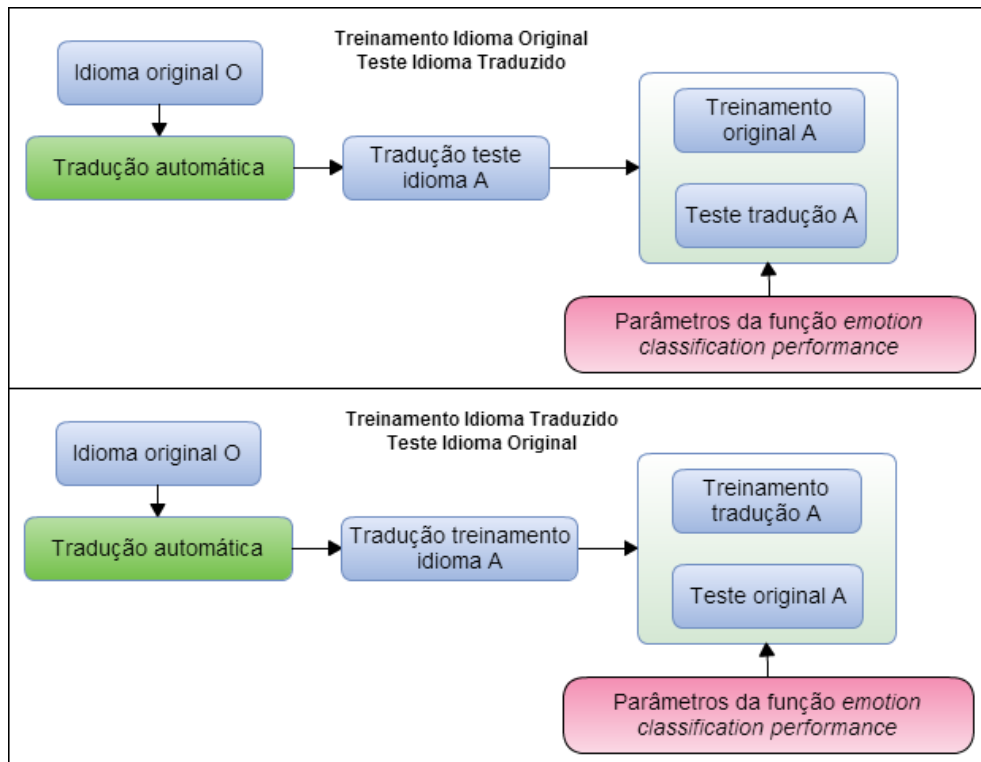 Treinamento Idioma Original
Teste Idioma Traduzido
Idioma original O
Tradução automática
Tradução teste
idioma A
Treinamento
original A
Teste tradução A
Parâmetros da função emotion
classification performance
Treinamento Idioma Traduzido
Teste Idioma Original
Idioma original O
Tradução automática
Tradução treinamento
idioma A
Treinamento
tradução A
Teste original A
Parâmetros da função emotion
classification performance